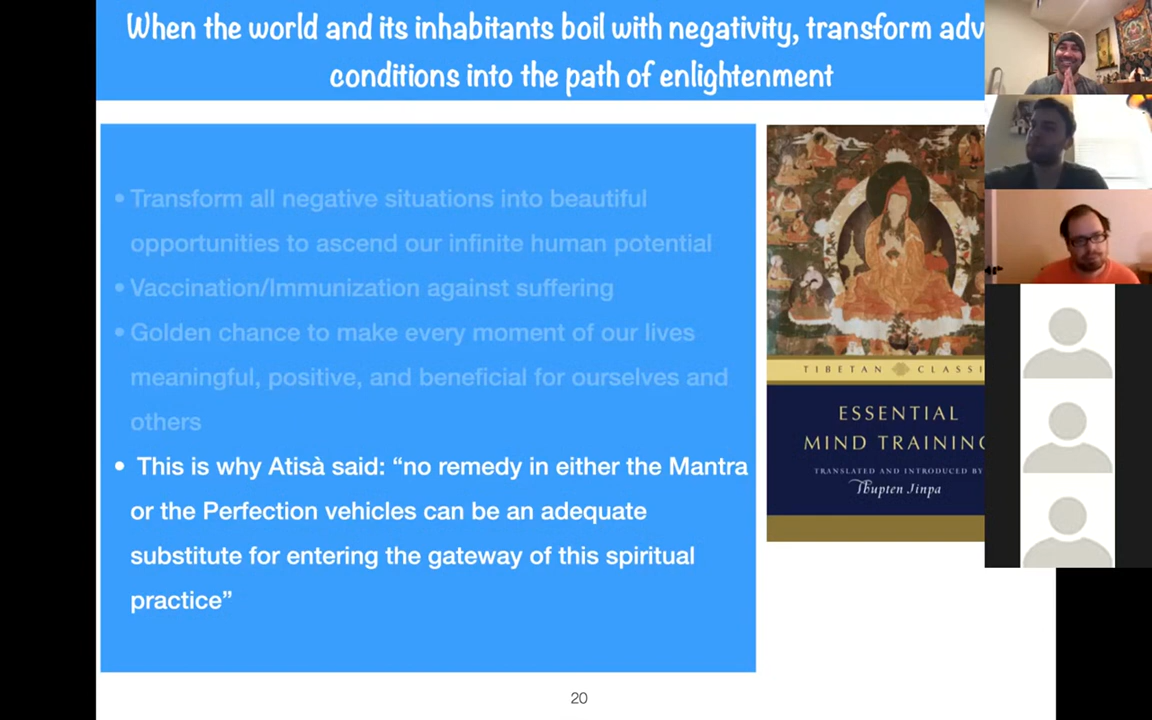 When the world and its inhabitants boil with negativity, transform adv
conditions into the path of enlightenment
• Transform all negative situations into beautiful
opportunities to ascend our infinite human potential
• Vaccination/Immunization against suffering
• Golden chance to make every moment of our lives
meaningful, positive, and beneficial for ourselves and
others
• This is why Atisà said: “no remedy in either the Mantra
or the Perfection vehicles can be an adequate
substitute for entering the gateway of this spiritual
practice”
TIBETAN CLASSI
ESSENTIAL
MIND TRAINING
TRANSLATED AND INTRODUCED BY
Thupten Jinpa
20